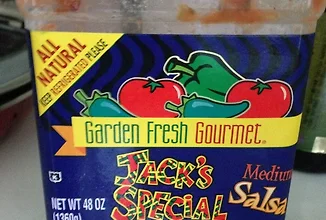 ALL
NATURAL
KEEP REFRIGERATED PLEASE
Garden Fresh Gourmet®
JACK'S
SPECIAL
Medium
Salsa
NET WT 48 OZ
(1360g)